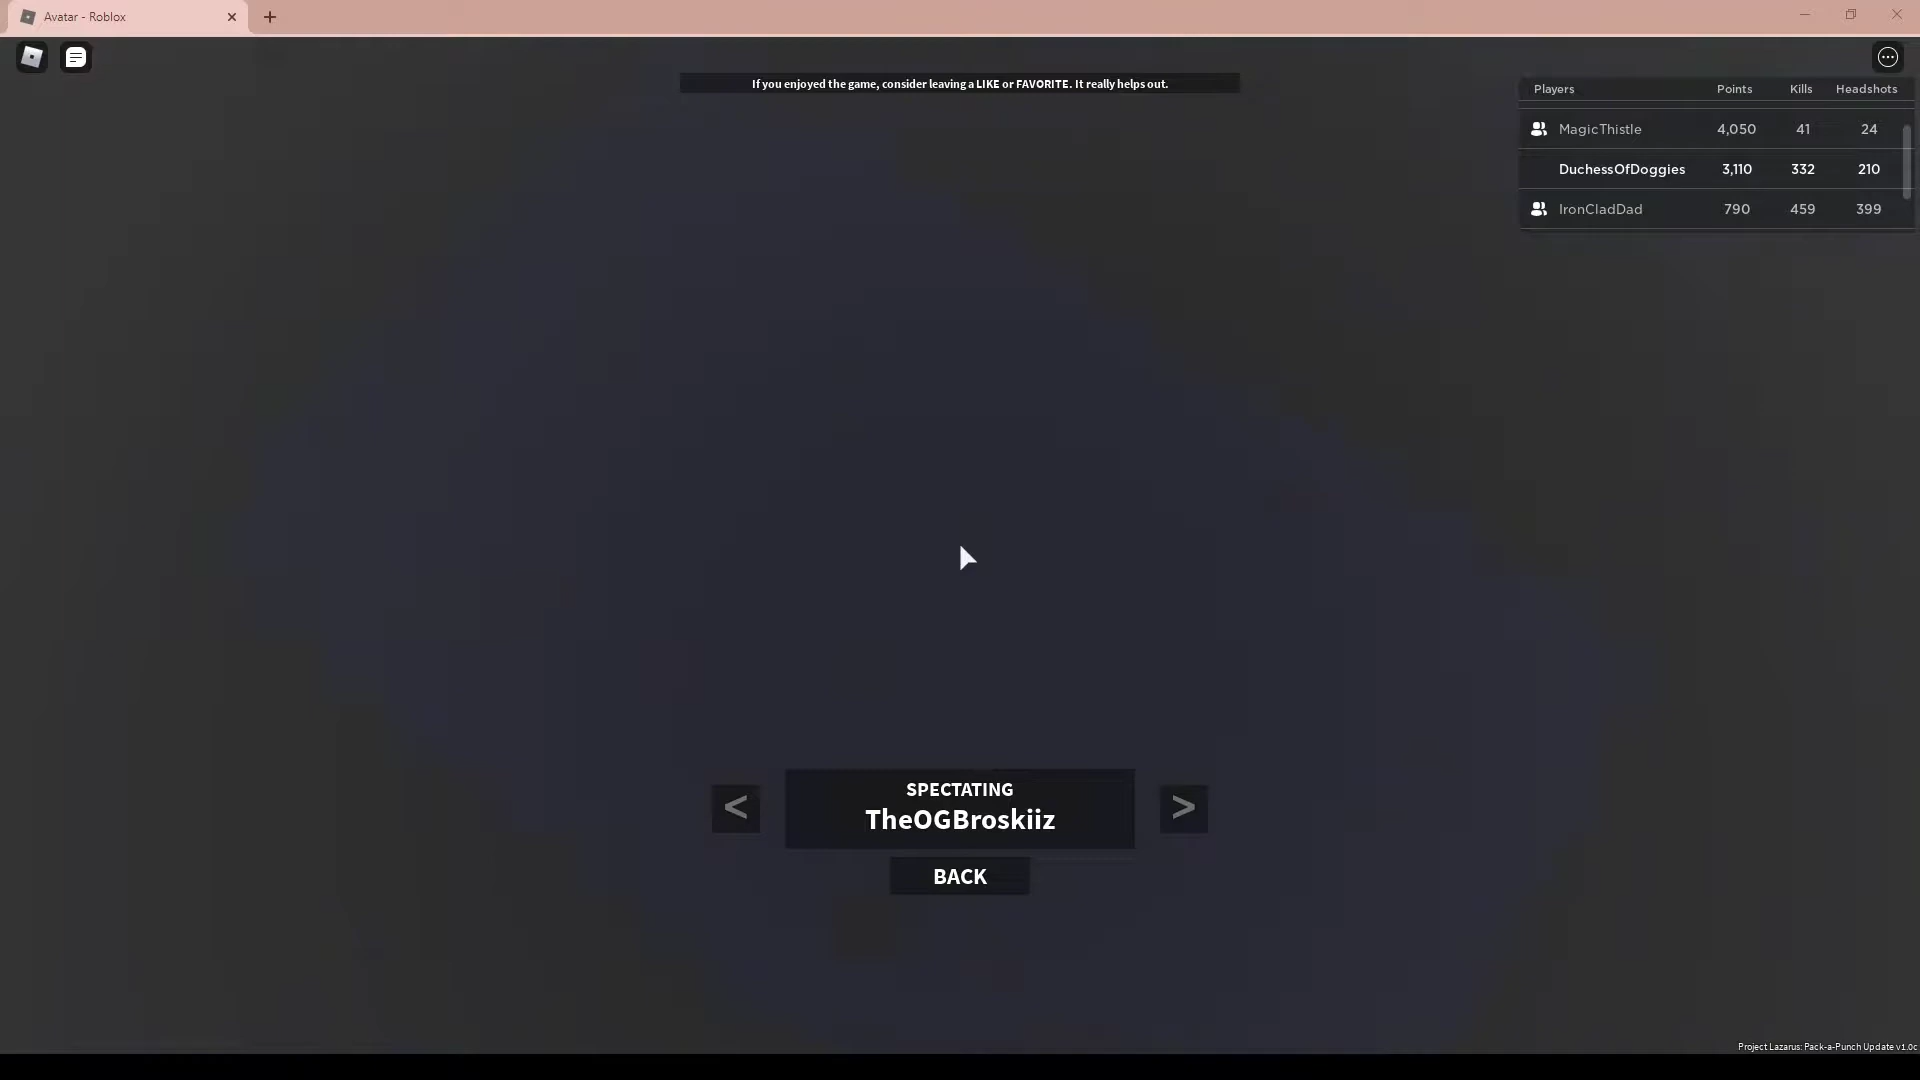 Avatar - Roblox
If you enjoyed the game, consider leaving a LIKE or FAVORITE. It really helps out.
Players Points Kills Headshots
MagicThistle 4,050 41 24
DuchessOfDoggies 3,110 332 210
IronCladDad 790 459 399
SPECTATING
< TheOGBroskiiz >
BACK
Project Lazarus: Pack-a-Punch Update v1.0c